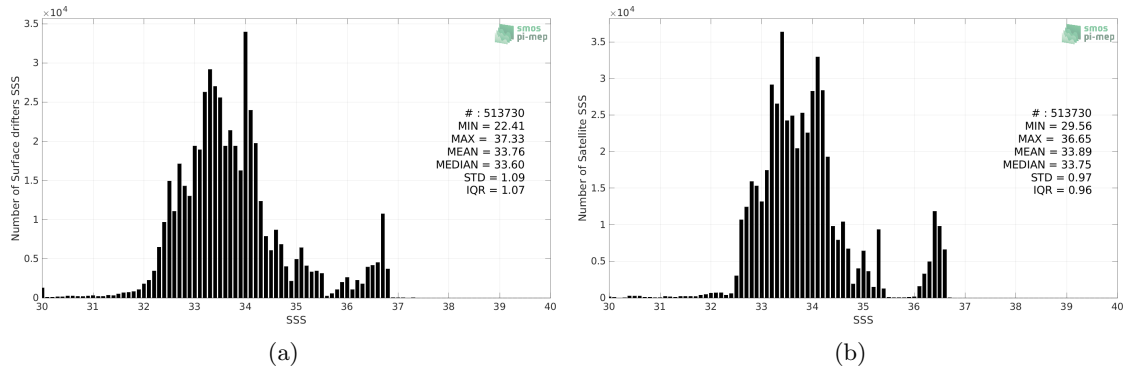 ×10⁴
3.5
3
2.5
2
1.5
1
0.5
0
Number of Surface drifters SSS
smos
pi-mep
# : 513730
MIN = 22.41
MAX = 37.33
MEAN = 33.76
MEDIAN = 33.60
STD = 1.09
IQR = 1.07
30 31 32 33 34 35 36 37 38 39 40
SSS
(a)
×10⁴
3.5
3
2.5
2
1.5
1
0.5
0
Number of Satellite SSS
smos
pi-mep
# : 513730
MIN = 29.56
MAX = 36.65
MEAN = 33.89
MEDIAN = 33.75
STD = 0.97
IQR = 0.96
30 31 32 33 34 35 36 37 38 39 40
SSS
(b)